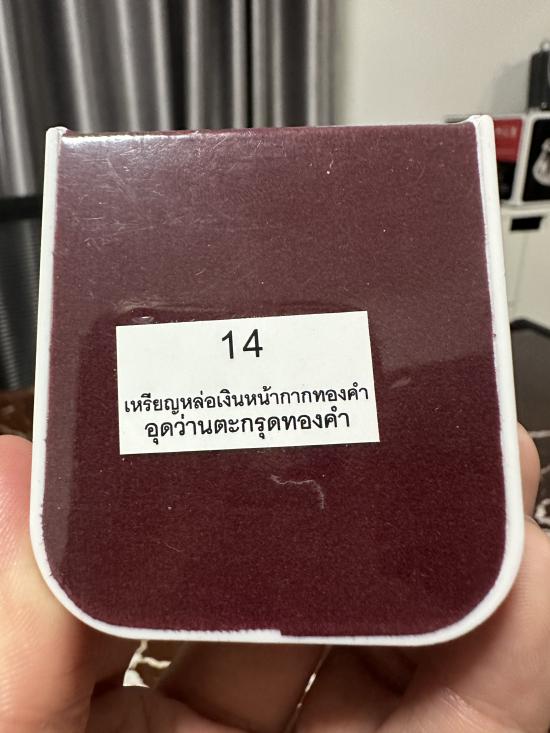 14
เหรียญหล่อเงินหน้ากากทองคำ
อุดว่านตะกรุดทองคำ